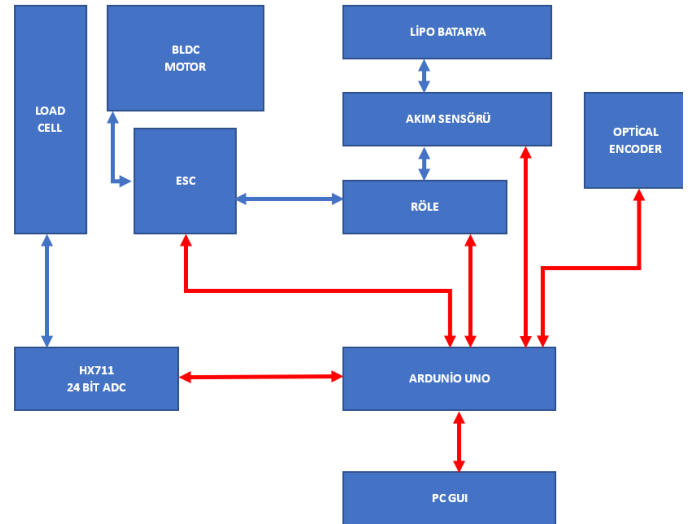 LİPO BATARYA
BLDC
MOTOR
LOAD
CELL
AKIM SENSÖRÜ
OPTİCAL
ENCODER
ESC
RÖLE
HX711
24 BİT ADC
ARDUNİO UNO
PC GUI